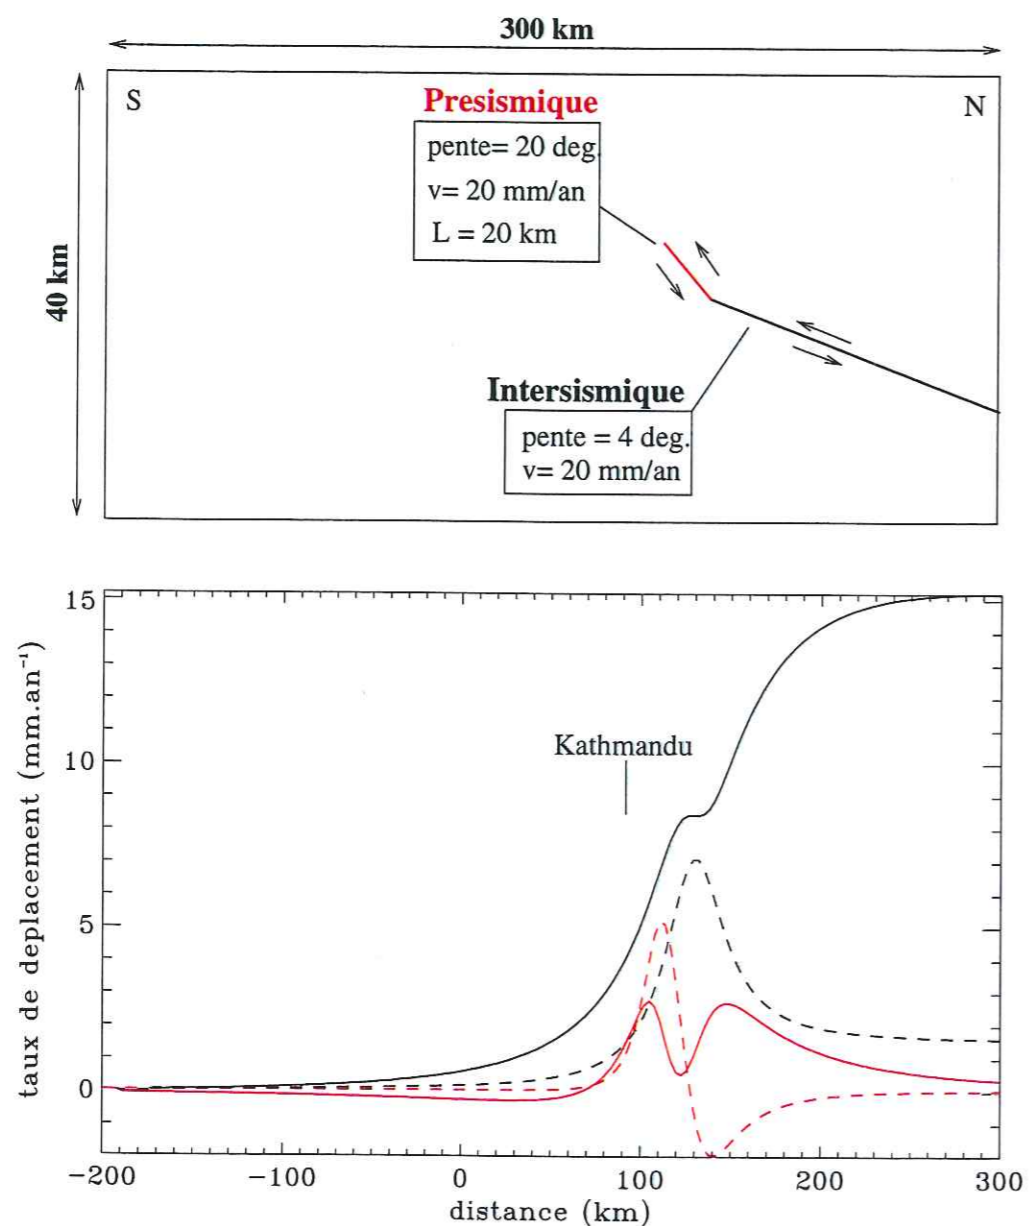 300 km
S
N
Presismique
pente= 20 deg.
v= 20 mm/an
L = 20 km
40 km
Intersismique
pente = 4 deg.
v= 20 mm/an
15
10
5
0
Kathmandu
taux de deplacement (mm.an⁻¹)
-200
-100
0
100
200
300
distance (km)